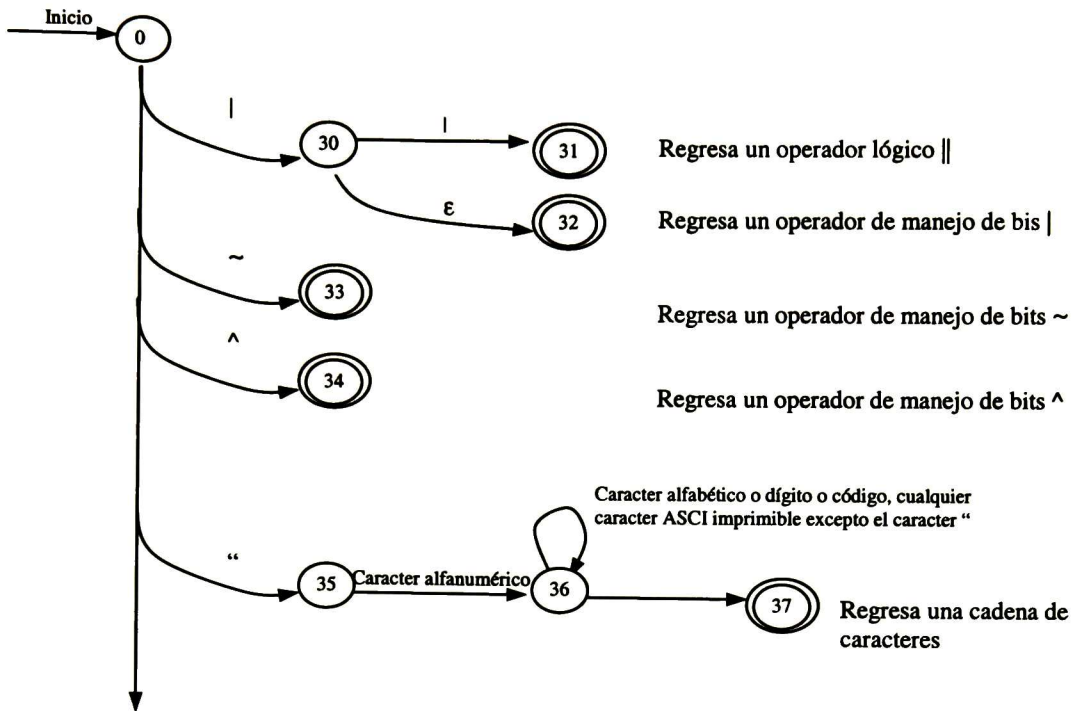 Inicio
0
|
30
|
31
Regresa un operador lógico ||
ε
32
Regresa un operador de manejo de bis |
~
33
Regresa un operador de manejo de bits ~
^
34
Regresa un operador de manejo de bits ^
Caracter alfabético o dígito o código, cualquier
caracter ASCI imprimible excepto el caracter “
“
35
Caracter alfanumérico
36
37
Regresa una cadena de
caracteres